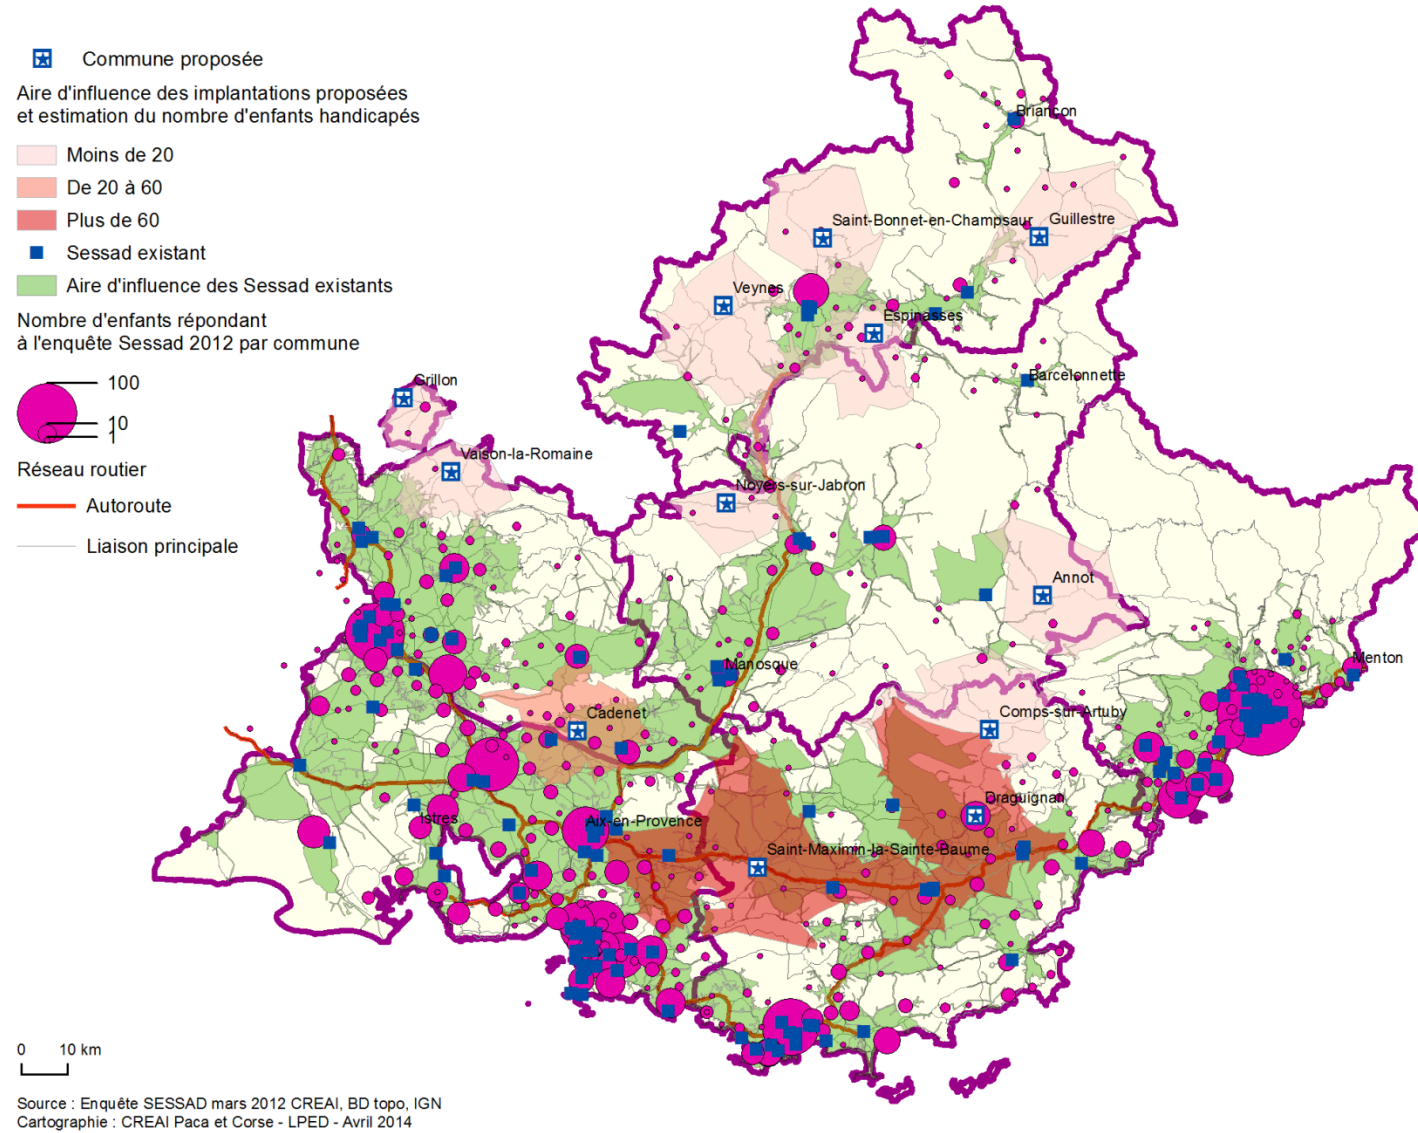 Commune proposée
Aire d'influence des implantations proposées
et estimation du nombre d'enfants handicapés
Moins de 20
De 20 à 60
Plus de 60
Sessad existant
Aire d'influence des Sessad existants
Nombre d'enfants répondant
à l'enquête Sessad 2012 par commune
100
10
1
Réseau routier
Autoroute
Liaison principale
Briançon
Saint-Bonnet-en-Champsaur
Guillestre
Veynes
Espinasses
Barcelonnette
Grillon
Vaison-la-Romaine
Noyers-sur-Jabron
Annot
Manosque
Menton
Cadenet
Comps-sur-Artuby
Draguignan
Istres
Aix-en-Provence
Saint-Maximin-la-Sainte-Baume
0 10 km
Source : Enquête SESSAD mars 2012 CREAI, BD topo, IGN
Cartographie : CREAI Paca et Corse - LPED - Avril 2014